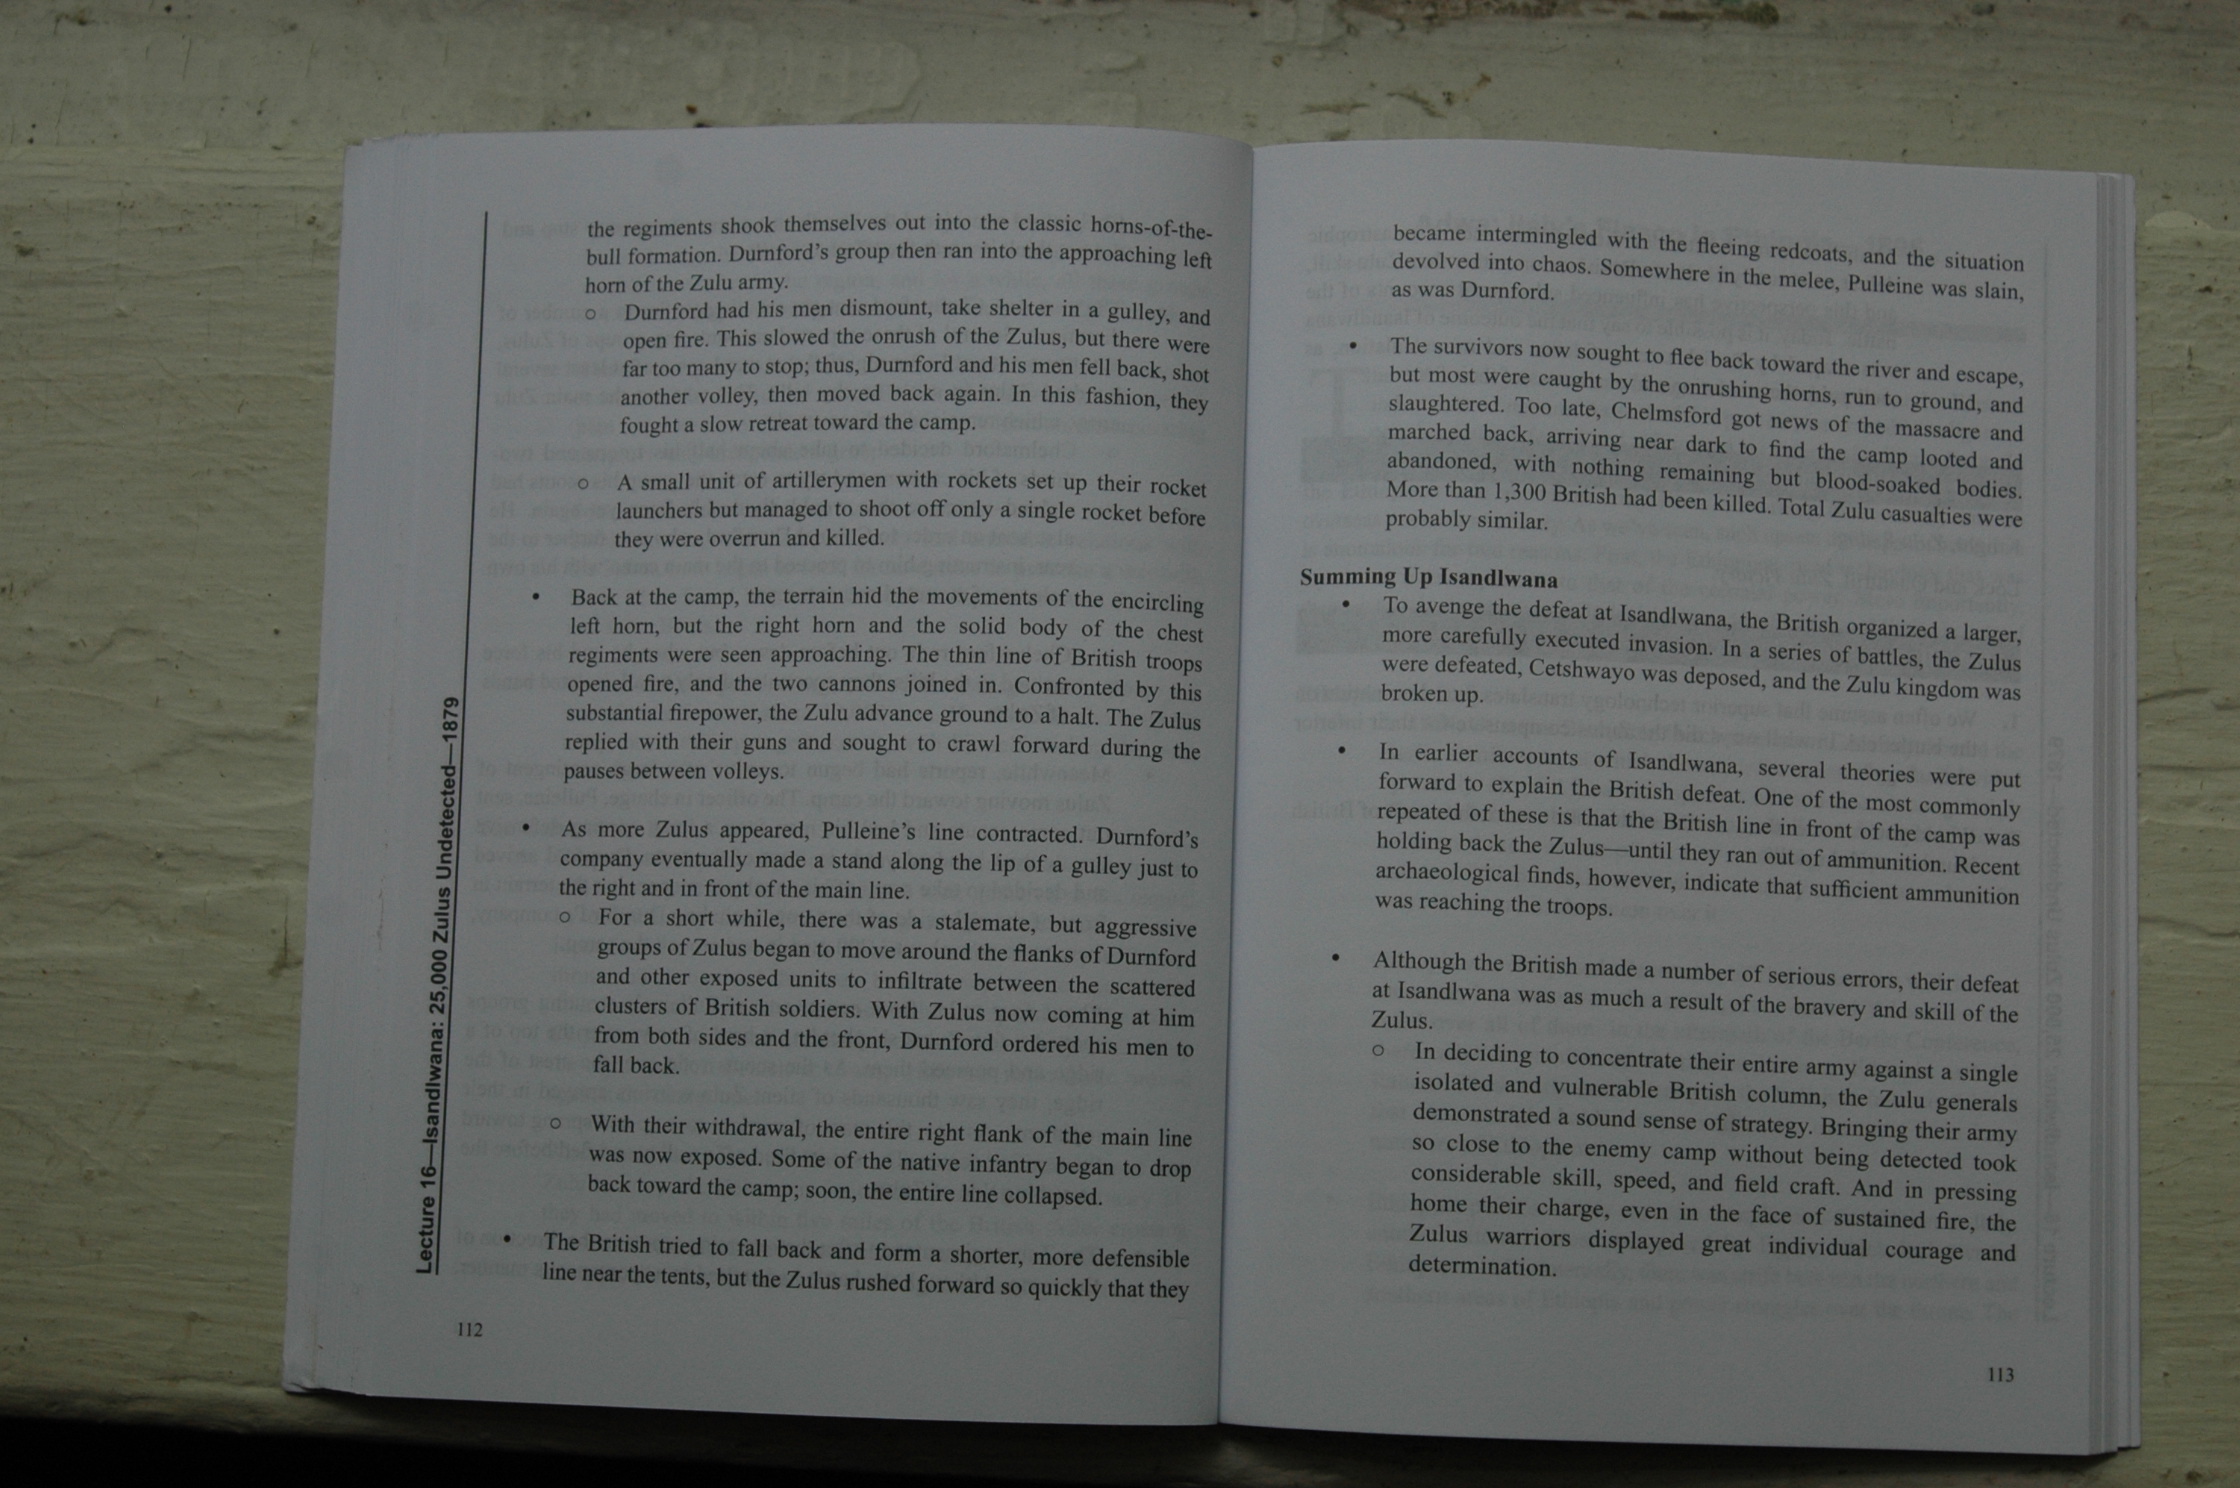 the regiments shook themselves out into the classic horns-of-the-
bull formation. Durnford's group then ran into the approaching left
horn of the Zulu army.
o Durnford had his men dismount, take shelter in a gulley, and
open fire. This slowed the onrush of the Zulus, but there were
far too many to stop; thus, Durnford and his men fell back, shot
another volley, then moved back again. In this fashion, they
fought a slow retreat toward the camp.
o A small unit of artillerymen with rockets set up their rocket
launchers but managed to shoot off only a single rocket before
they were overrun and killed.
• Back at the camp, the terrain hid the movements of the encircling
left horn, but the right horn and the solid body of the chest
regiments were seen approaching. The thin line of British troops
opened fire, and the two cannons joined in. Confronted by this
substantial firepower, the Zulu advance ground to a halt. The Zulus
replied with their guns and sought to crawl forward during the
pauses between volleys.
• As more Zulus appeared, Pulleine's line contracted. Durnford's
company eventually made a stand along the lip of a gulley just to
the right and in front of the main line.
o For a short while, there was a stalemate, but aggressive
groups of Zulus began to move around the flanks of Durnford
and other exposed units to infiltrate between the scattered
clusters of British soldiers. With Zulus now coming at him
from both sides and the front, Durnford ordered his men to
fall back.
o With their withdrawal, the entire right flank of the main line
was now exposed. Some of the native infantry began to drop
back toward the camp; soon, the entire line collapsed.
• The British tried to fall back and form a shorter, more defensible
line near the tents, but the Zulus rushed forward so quickly that they
Lecture 16—Isandlwana: 25,000 Zulus Undetected—1879
112
became intermingled with the fleeing redcoats, and the situation
devolved into chaos. Somewhere in the melee, Pulleine was slain,
as was Durnford.
• The survivors now sought to flee back toward the river and escape,
but most were caught by the onrushing horns, run to ground, and
slaughtered. Too late, Chelmsford got news of the massacre and
marched back, arriving near dark to find the camp looted and
abandoned, with nothing remaining but blood-soaked bodies.
More than 1,300 British had been killed. Total Zulu casualties were
probably similar.
Summing Up Isandlwana
• To avenge the defeat at Isandlwana, the British organized a larger,
more carefully executed invasion. In a series of battles, the Zulus
were defeated, Cetshwayo was deposed, and the Zulu kingdom was
broken up.
• In earlier accounts of Isandlwana, several theories were put
forward to explain the British defeat. One of the most commonly
repeated of these is that the British line in front of the camp was
holding back the Zulus—until they ran out of ammunition. Recent
archaeological finds, however, indicate that sufficient ammunition
was reaching the troops.
• Although the British made a number of serious errors, their defeat
at Isandlwana was as much a result of the bravery and skill of the
Zulus.
o In deciding to concentrate their entire army against a single
isolated and vulnerable British column, the Zulu generals
demonstrated a sound sense of strategy. Bringing their army
so close to the enemy camp without being detected took
considerable skill, speed, and field craft. And in pressing
home their charge, even in the face of sustained fire, the
Zulus warriors displayed great individual courage and
determination.
113